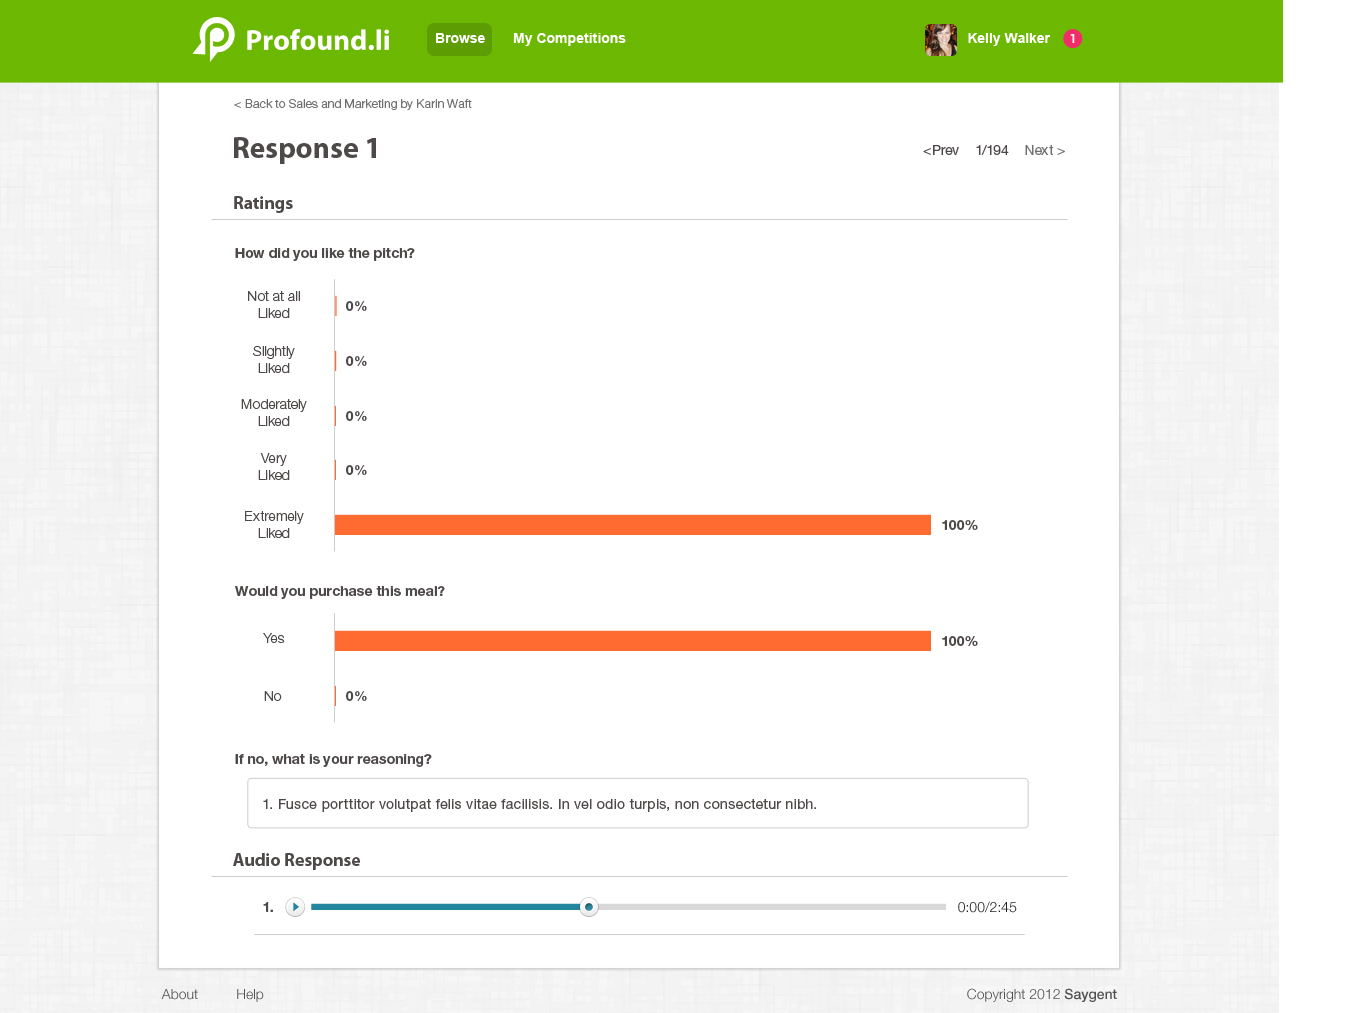 Profound.li
Browse
My Competitions
Kelly Walker
1
< Back to Sales and Marketing by Karin Waft
Response 1
<Prev 1/194 Next >
Ratings
How did you like the pitch?
Not at all
Liked
0%
Slightly
Liked
0%
Moderately
Liked
0%
Very
Liked
0%
Extremely
Liked
100%
Would you purchase this meal?
Yes
100%
No
0%
If no, what is your reasoning?
1. Fusce porttitor volutpat felis vitae facilisis. In vel odio turpis, non consectetur nibh.
Audio Response
1.
0:00/2:45
About
Help
Copyright 2012 Saygent